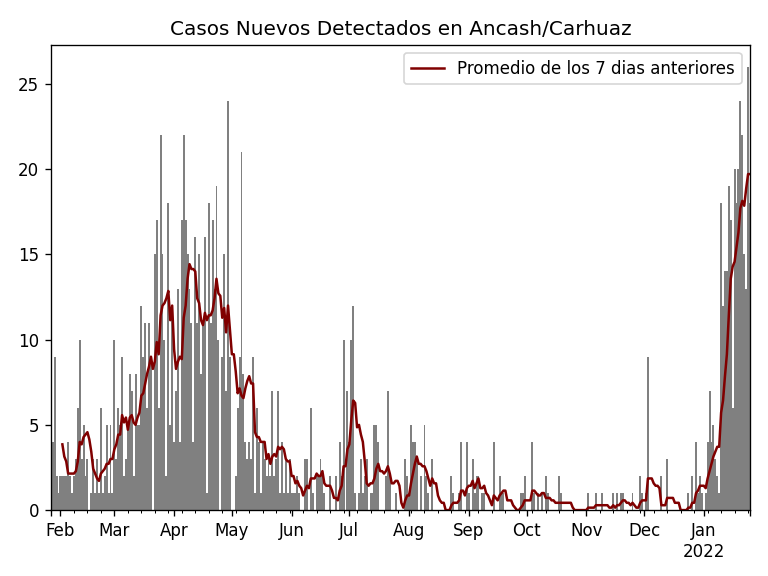 Casos Nuevos Detectados en Ancash/Carhuaz
Promedio de los 7 dias anteriores
25
20
15
10
5
0
Feb Mar Apr May Jun Jul Aug Sep Oct Nov Dec Jan
2022